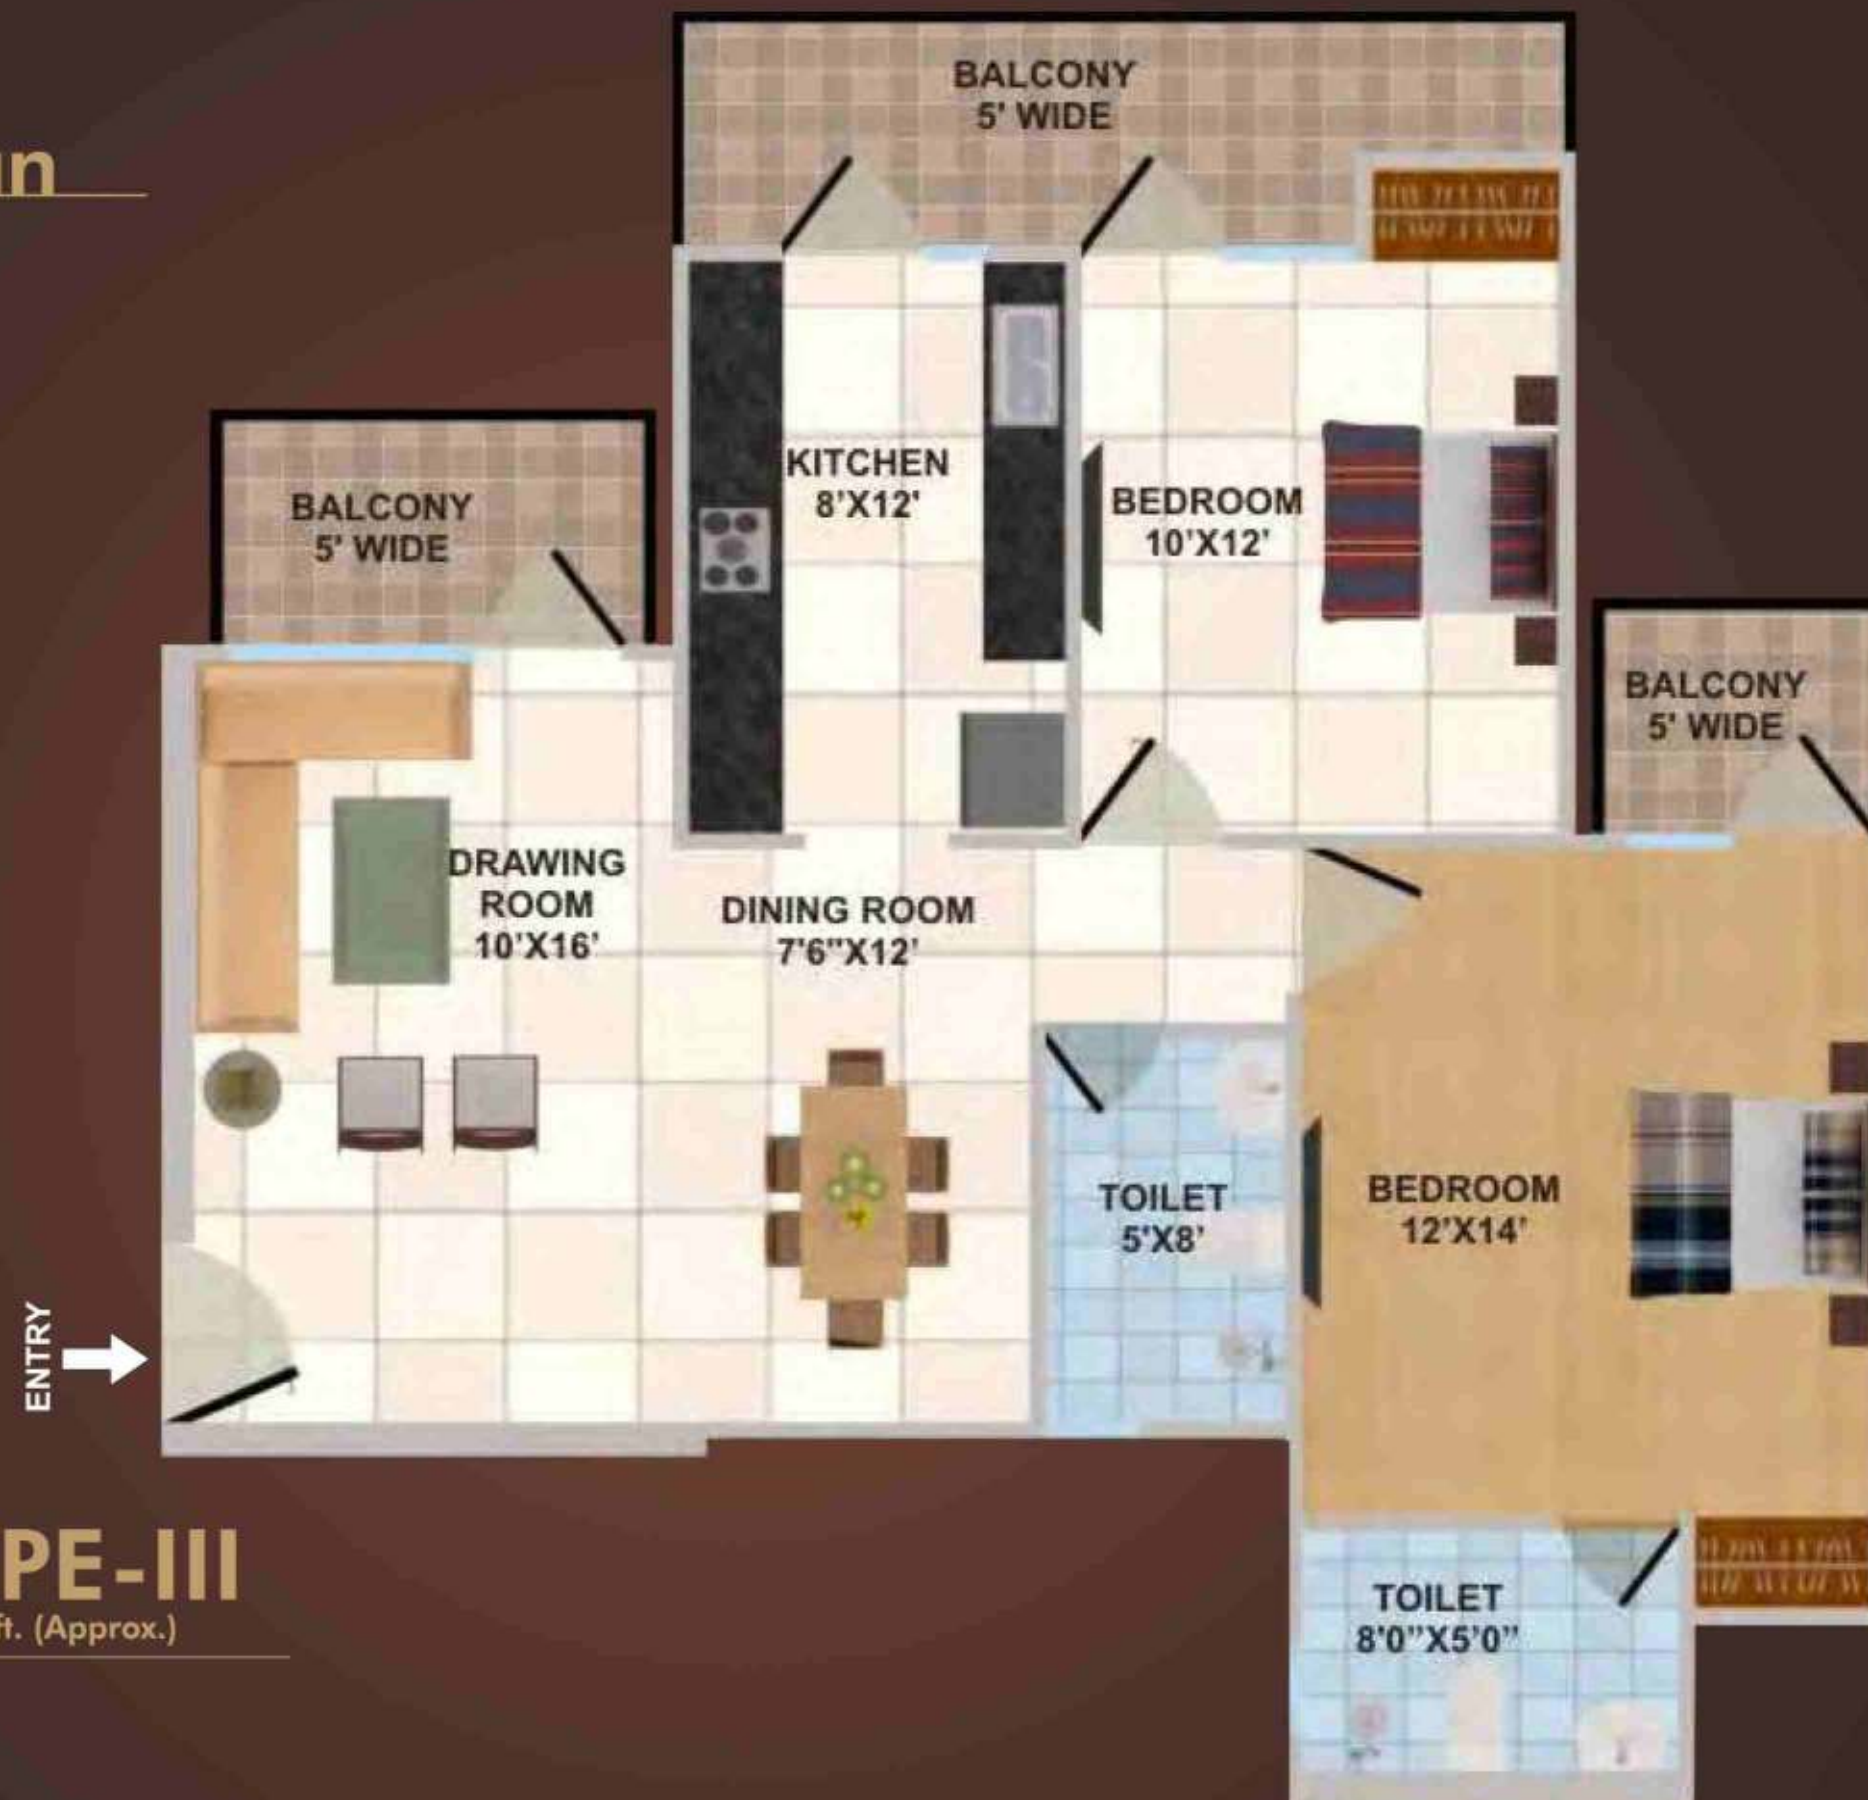 BALCONY
5' WIDE
BALCONY
5' WIDE
KITCHEN
8'X12'
BEDROOM
10'X12'
BALCONY
5' WIDE
DRAWING
ROOM
10'X16'
DINING ROOM
7'6"X12'
TOILET
5'X8'
BEDROOM
12'X14'
ENTRY
PE-III
ft. (Approx.)
TOILET
8'0"X5'0"